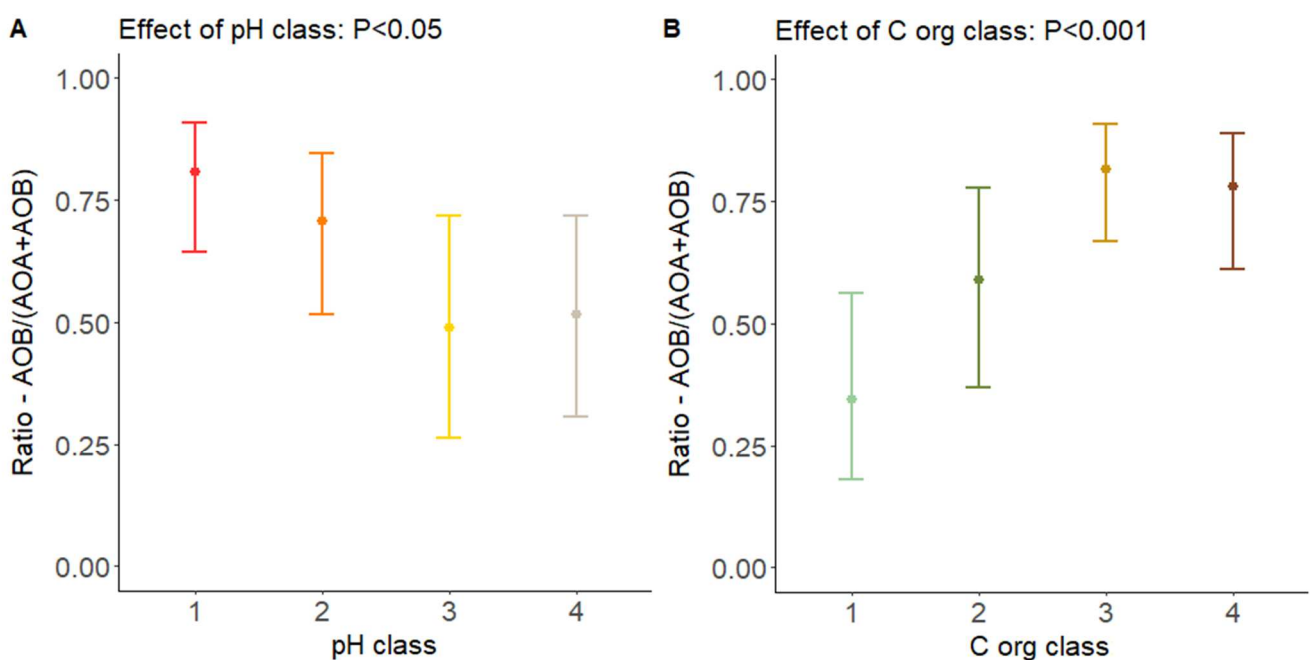 A
Effect of pH class: P<0.05
Ratio - AOB/(AOA+AOB)
1.00
0.75
0.50
0.25
0.00
1 2 3 4
pH class
B
Effect of C org class: P<0.001
Ratio - AOB/(AOA+AOB)
1.00
0.75
0.50
0.25
0.00
1 2 3 4
C org class